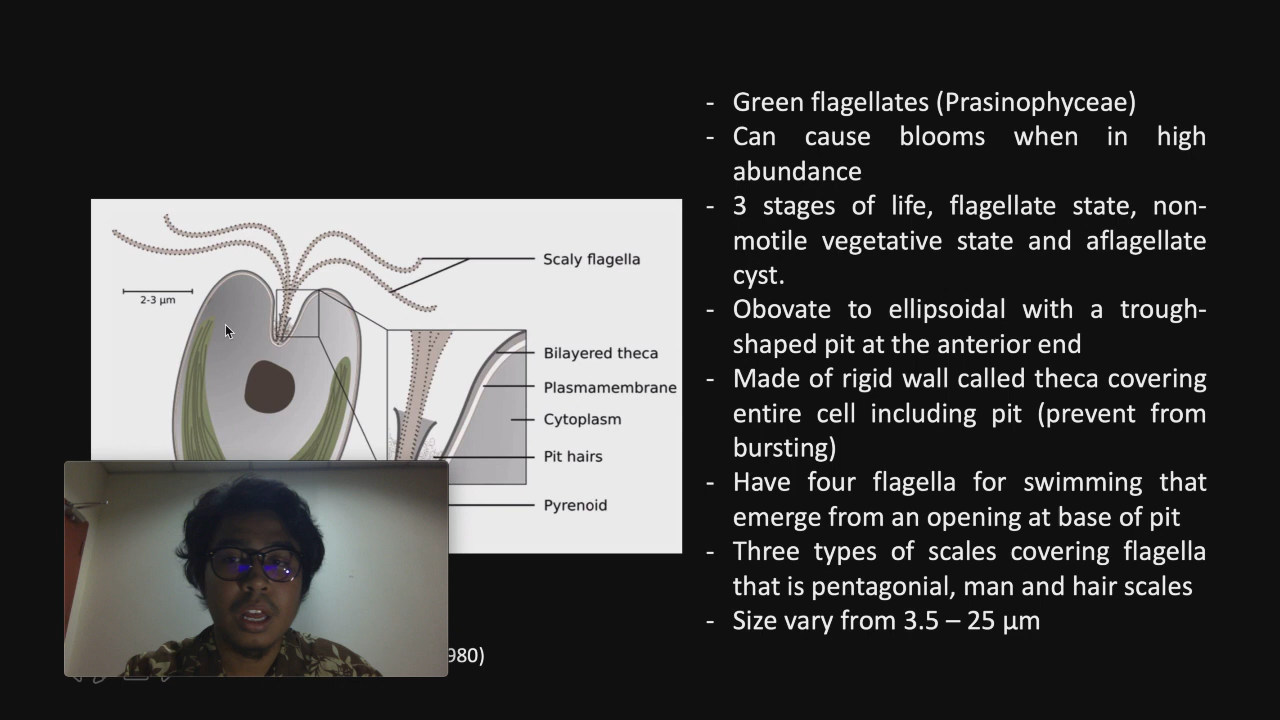 - Green flagellates (Prasinophyceae)
- Can cause blooms when in high
abundance
- 3 stages of life, flagellate state, non-
motile vegetative state and aflagellate
cyst.
- Obovate to ellipsoidal with a trough-
shaped pit at the anterior end
- Made of rigid wall called theca covering
entire cell including pit (prevent from
bursting)
- Have four flagella for swimming that
emerge from an opening at base of pit
- Three types of scales covering flagella
that is pentagonial, man and hair scales
- Size vary from 3.5 – 25 µm
Scaly flagella
2-3 µm
Bilayered theca
Plasmamembrane
Cytoplasm
Pit hairs
Pyrenoid
980)